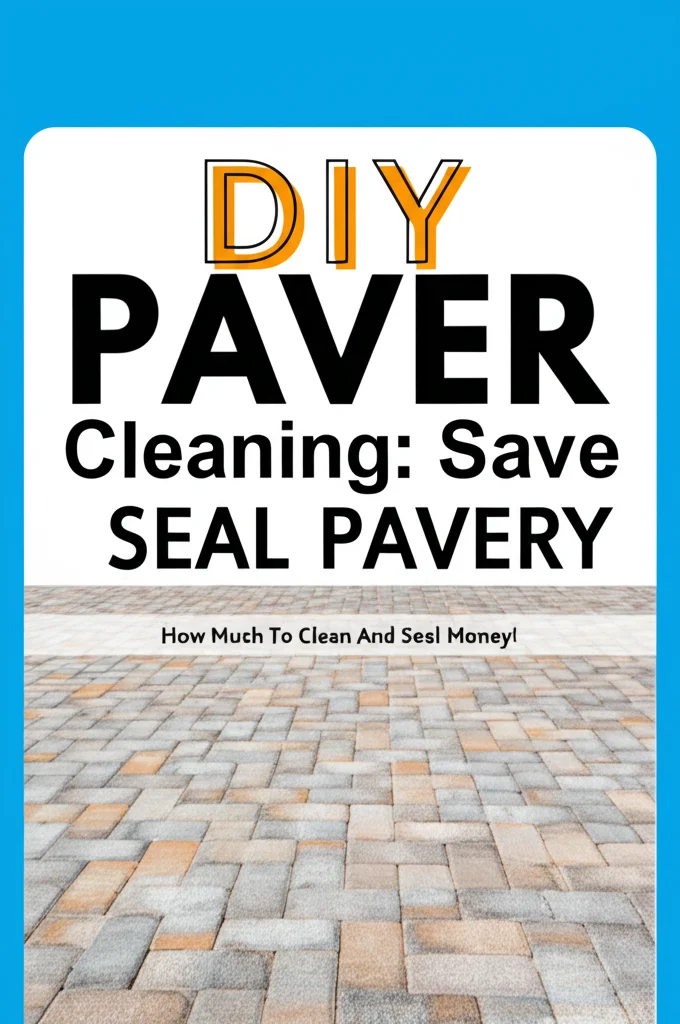 DIY
PAVER
Cleaning: Save
SEAL PAVERY
How Much To Clean And Sesl Money!